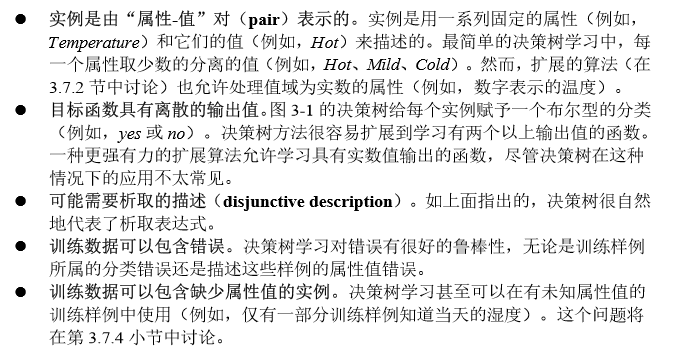 ● 实例是由“属性-值”对（pair）表示的。实例是用一系列固定的属性（例如，
Temperature）和它们的值（例如，Hot）来描述的。最简单的决策树学习中，每
一个属性取少数的分离的值（例如，Hot、Mild、Cold）。然而，扩展的算法（在
3.7.2 节中讨论）也允许处理值域为实数的属性（例如，数字表示的温度）。
● 目标函数具有离散的输出值。图 3-1 的决策树给每个实例赋予一个布尔型的分类
（例如，yes 或 no）。决策树方法很容易扩展到学习有两个以上输出值的函数。
一种更强有力的扩展算法允许学习具有实数值输出的函数，尽管决策树在这种
情况下的应用不太常见。
● 可能需要析取的描述（disjunctive description）。如上面指出的，决策树很自然
地代表了析取表达式。
● 训练数据可以包含错误。决策树学习对错误有很好的鲁棒性，无论是训练样例
所属的分类错误还是描述这些样例的属性值错误。
● 训练数据可以包含缺少属性值的实例。决策树学习甚至可以在有未知属性值的
训练样例中使用（例如，仅有一部分训练样例知道当天的湿度）。这个问题将
在第 3.7.4 小节中讨论。